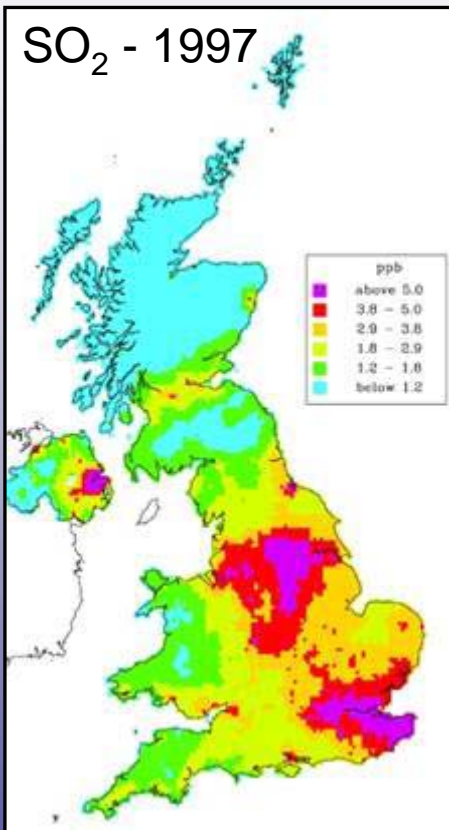 SO₂ - 1997
ppb
above 5.0
3.8 - 5.0
2.9 - 3.8
1.8 - 2.9
1.2 - 1.8
below 1.2